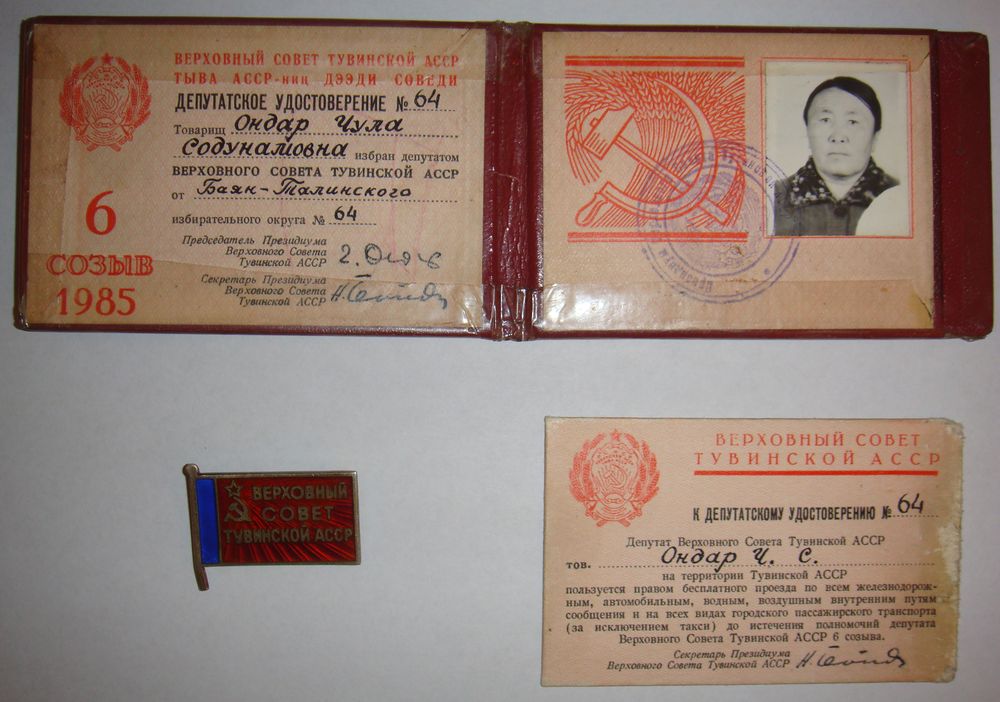 ВЕРХОВНЫЙ СОВЕТ ТУВИНСКОЙ АССР
ТЫВА АССР-ниң ДЭЭДИ СОВЕДИ
ДЕПУТАТСКОЕ УДОСТОВЕРЕНИЕ № 64
Товарищ Ондар Чула
Содунамовна избран депутатом
ВЕРХОВНОГО СОВЕТА ТУВИНСКОЙ АССР
от Баян-Талинского
избирательного округа № 64
Председатель Президиума
Верховного Совета
Тувинской АССР
Секретарь Президиума
Верховного Совета
Тувинской АССР
6
СОЗЫВ
1985
ВЕРХОВНЫЙ
СОВЕТ
ТУВИНСКОЙ АССР
ВЕРХОВНЫЙ СОВЕТ
ТУВИНСКОЙ АССР
К ДЕПУТАТСКОМУ УДОСТОВЕРЕНИЮ № 64
Депутат Верховного Совета Тувинской АССР
тов. Ондар Ч. С.
на территории Тувинской АССР
пользуется правом бесплатного проезда по всем железнодорож-
ным, автомобильным, водным, воздушным внутренним путям
сообщения и на всех видах городского пассажирского транспорта
(за исключением такси) до истечения полномочий депутата
Верховного Совета Тувинской АССР 6 созыва.
Секретарь Президиума
Верховного Совета Тувинской АССР